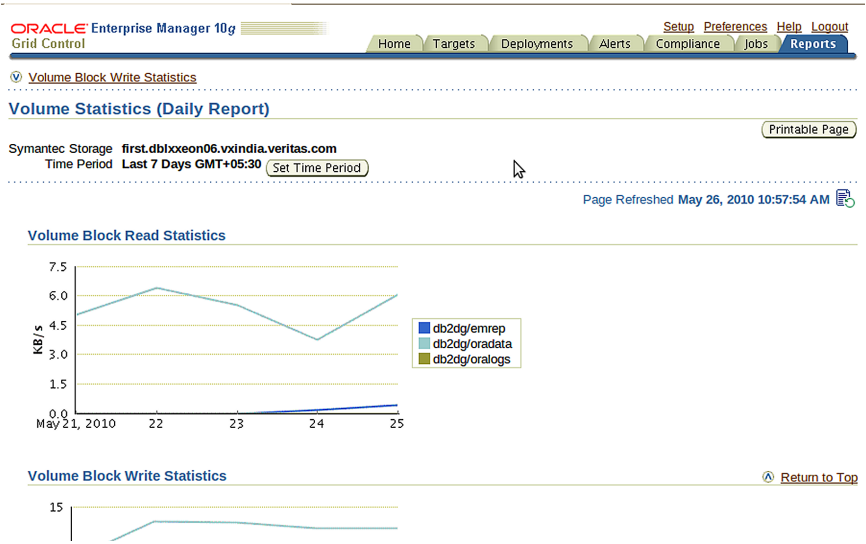 ORACLE Enterprise Manager 10g
Grid Control
Setup Preferences Help Logout
Home Targets Deployments Alerts Compliance Jobs Reports
Volume Block Write Statistics
Volume Statistics (Daily Report)
Printable Page
Symantec Storage first.dblxxeon06.vxindia.veritas.com
Time Period Last 7 Days GMT+05:30 Set Time Period
Page Refreshed May 26, 2010 10:57:54 AM
Volume Block Read Statistics
7.5
6.0
4.5
3.0
1.5
0.0
KB/s
May 21, 2010 22 23 24 25
db2dg/emrep
db2dg/oradata
db2dg/oralogs
Volume Block Write Statistics
Return to Top
15